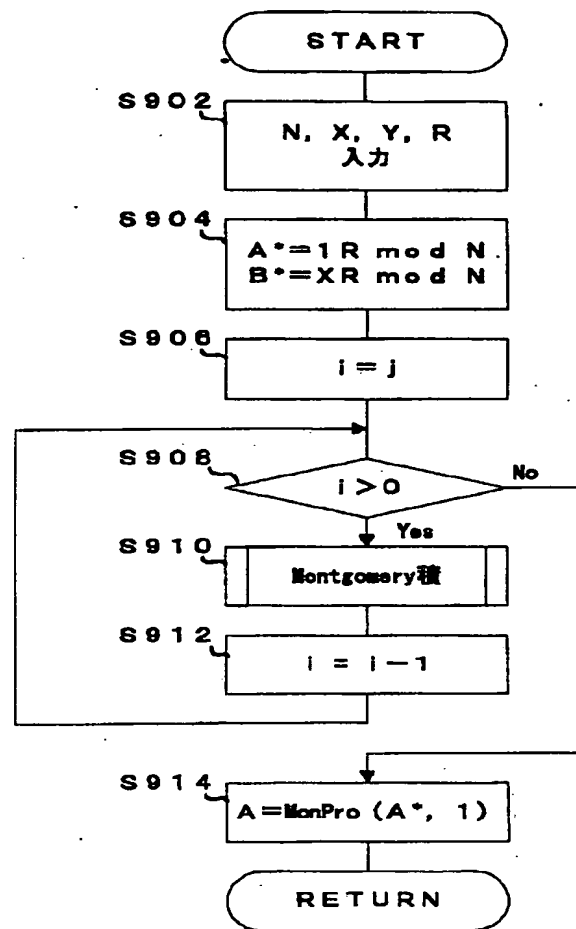 START
S902
N, X, Y, R
入力
S904
A*=1R mod N
B*=XR mod N
S906
i=j
S908
i>0
No
Yes
S910
Montgomery積
S912
i = i-1
S914
A=MonPro (A*, 1)
RETURN